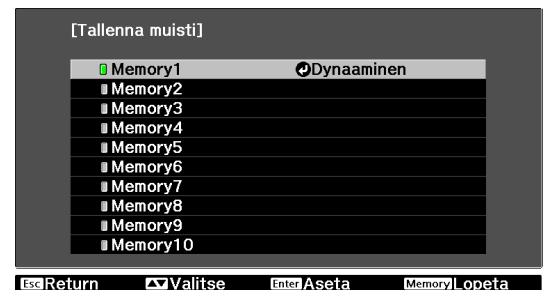 [Tallenna muisti]
Memory1 Dynaaminen
Memory2
Memory3
Memory4
Memory5
Memory6
Memory7
Memory8
Memory9
Memory10
Esc Return Valitse Enter Aseta Memory Lopeta